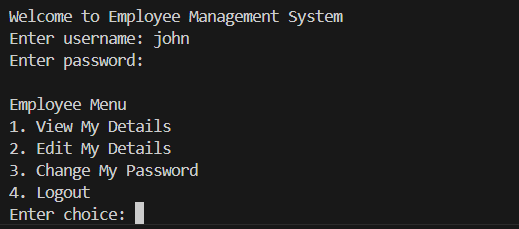 Welcome to Employee Management System
Enter username: john
Enter password:
Employee Menu
1. View My Details
2. Edit My Details
3. Change My Password
4. Logout
Enter choice: